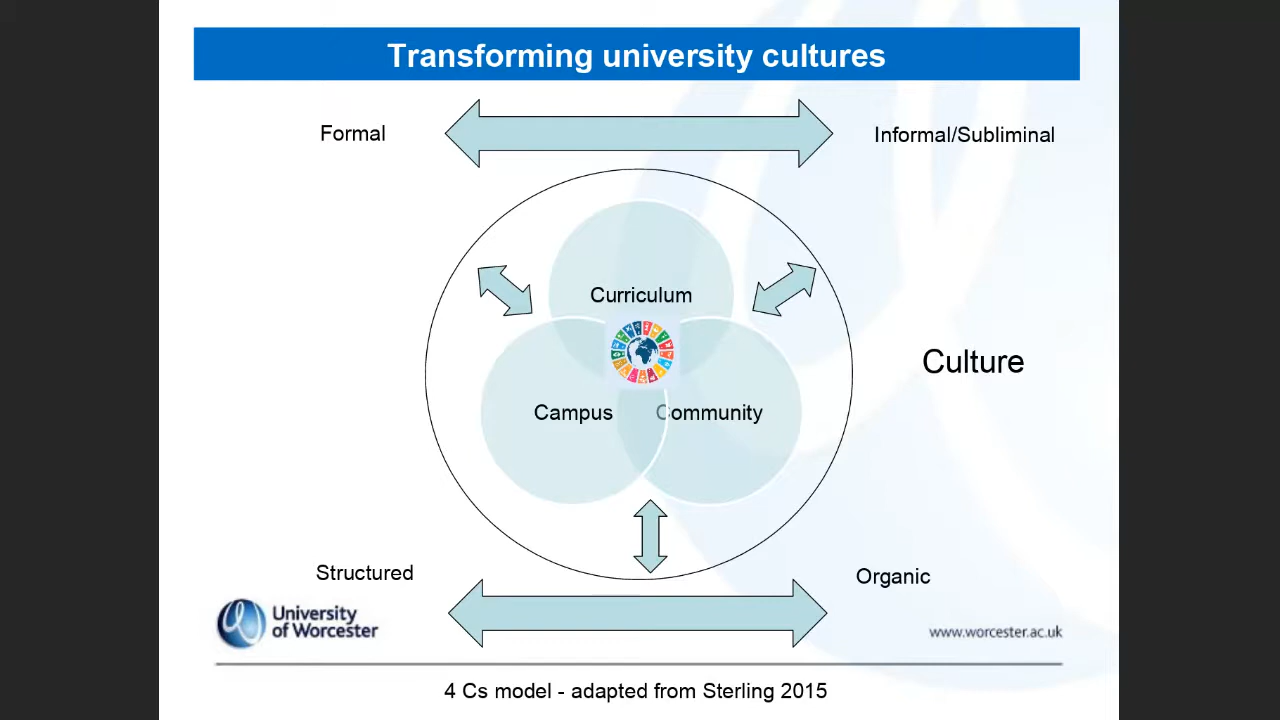 Transforming university cultures
Formal
Informal/Subliminal
Curriculum
Culture
Campus
Community
Structured
Organic
University
of Worcester
www.worcester.ac.uk
4 Cs model - adapted from Sterling 2015